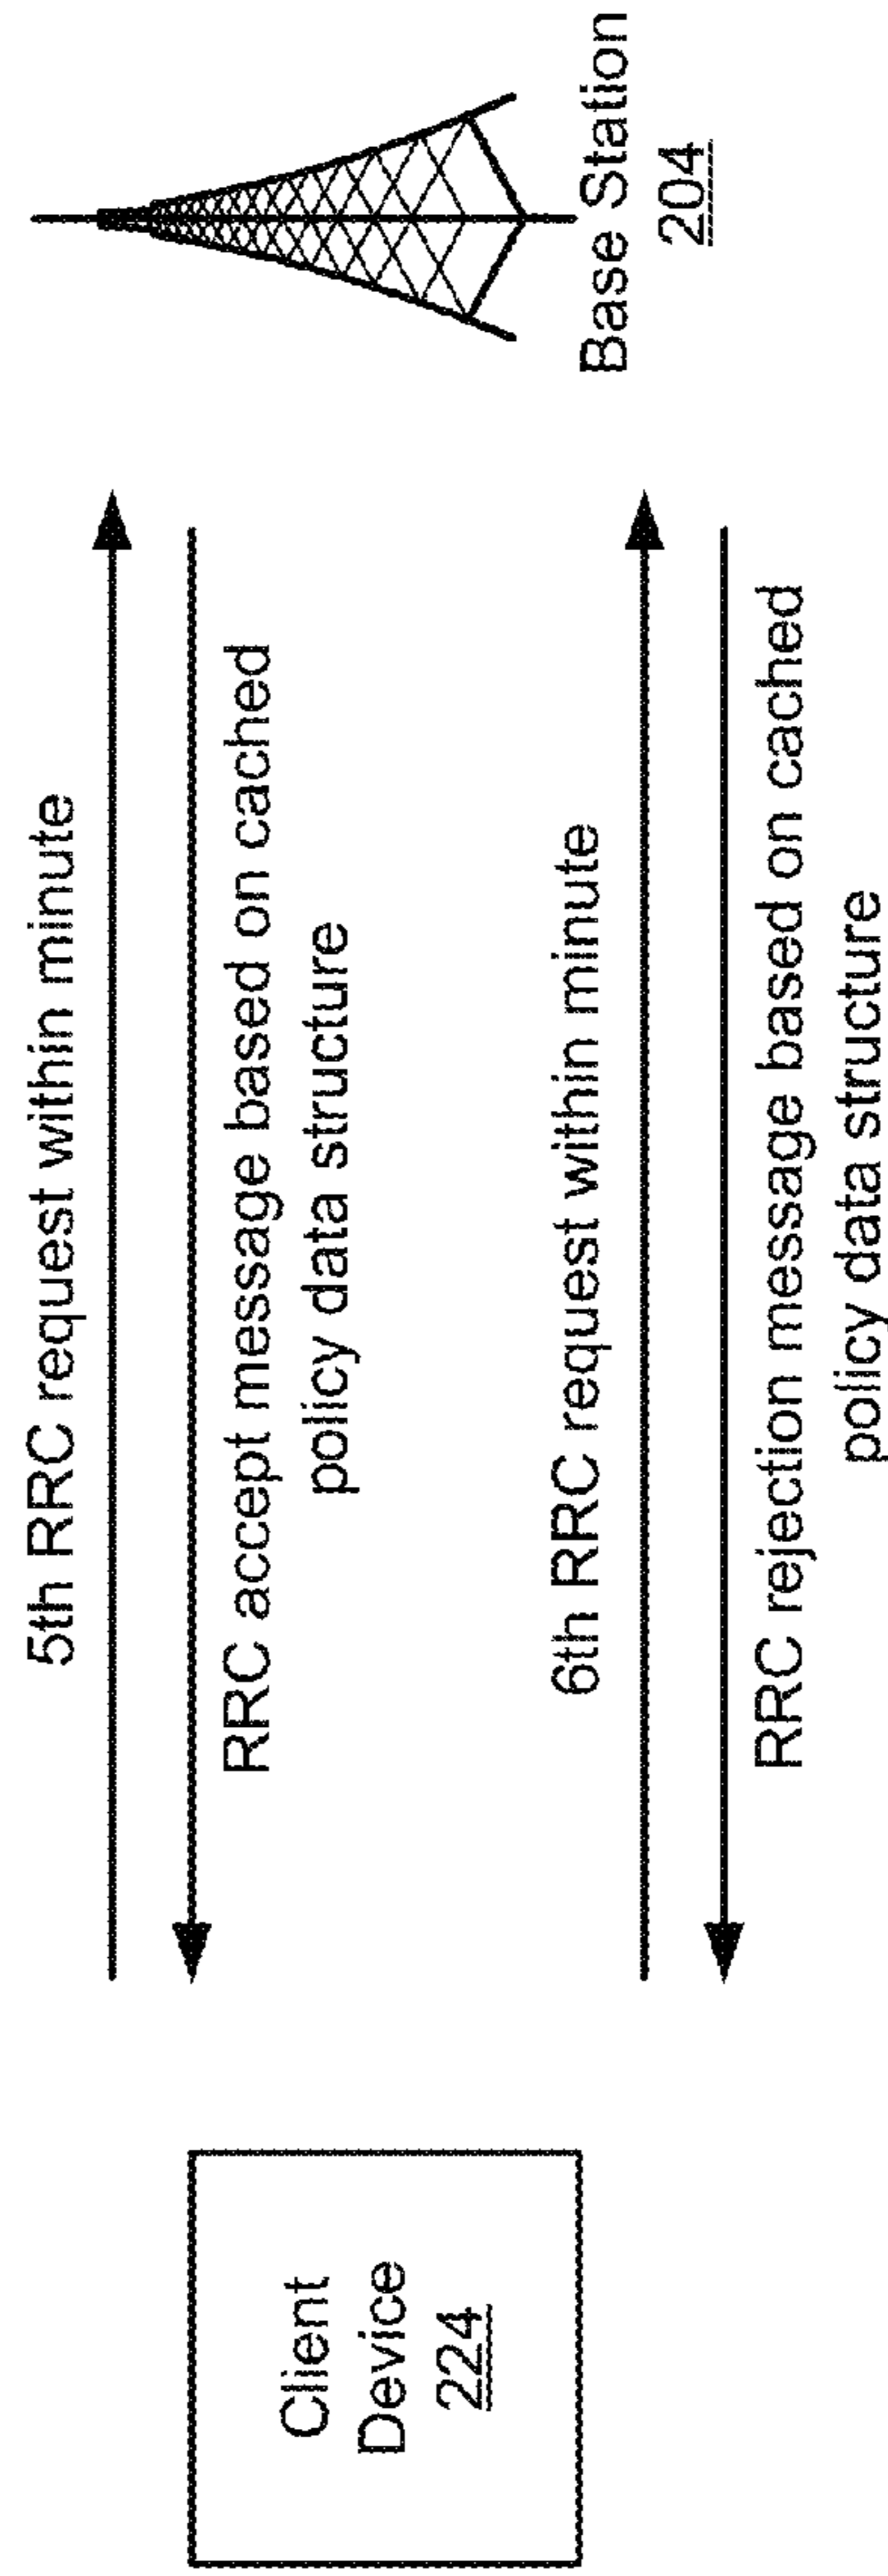 5th RRC request within minute
RRC accept message based on cached
policy data structure
Client
Device
224
Base Station
204
6th RRC request within minute
RRC rejection message based on cached
policy data structure